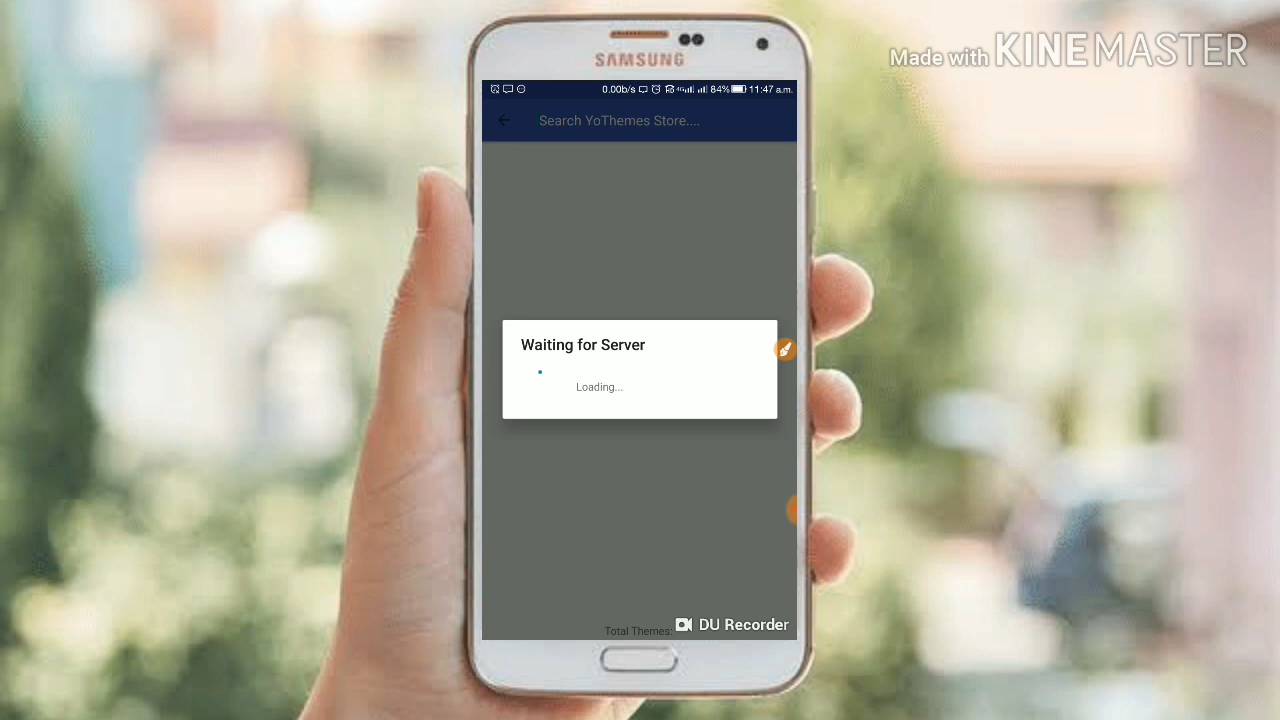 Made with KINEMASTER
SAMSUNG
0.00b/s 4G 84% 11:47 a.m.
Search YoThemes Store....
Waiting for Server
Loading...
Total Themes:
DU Recorder